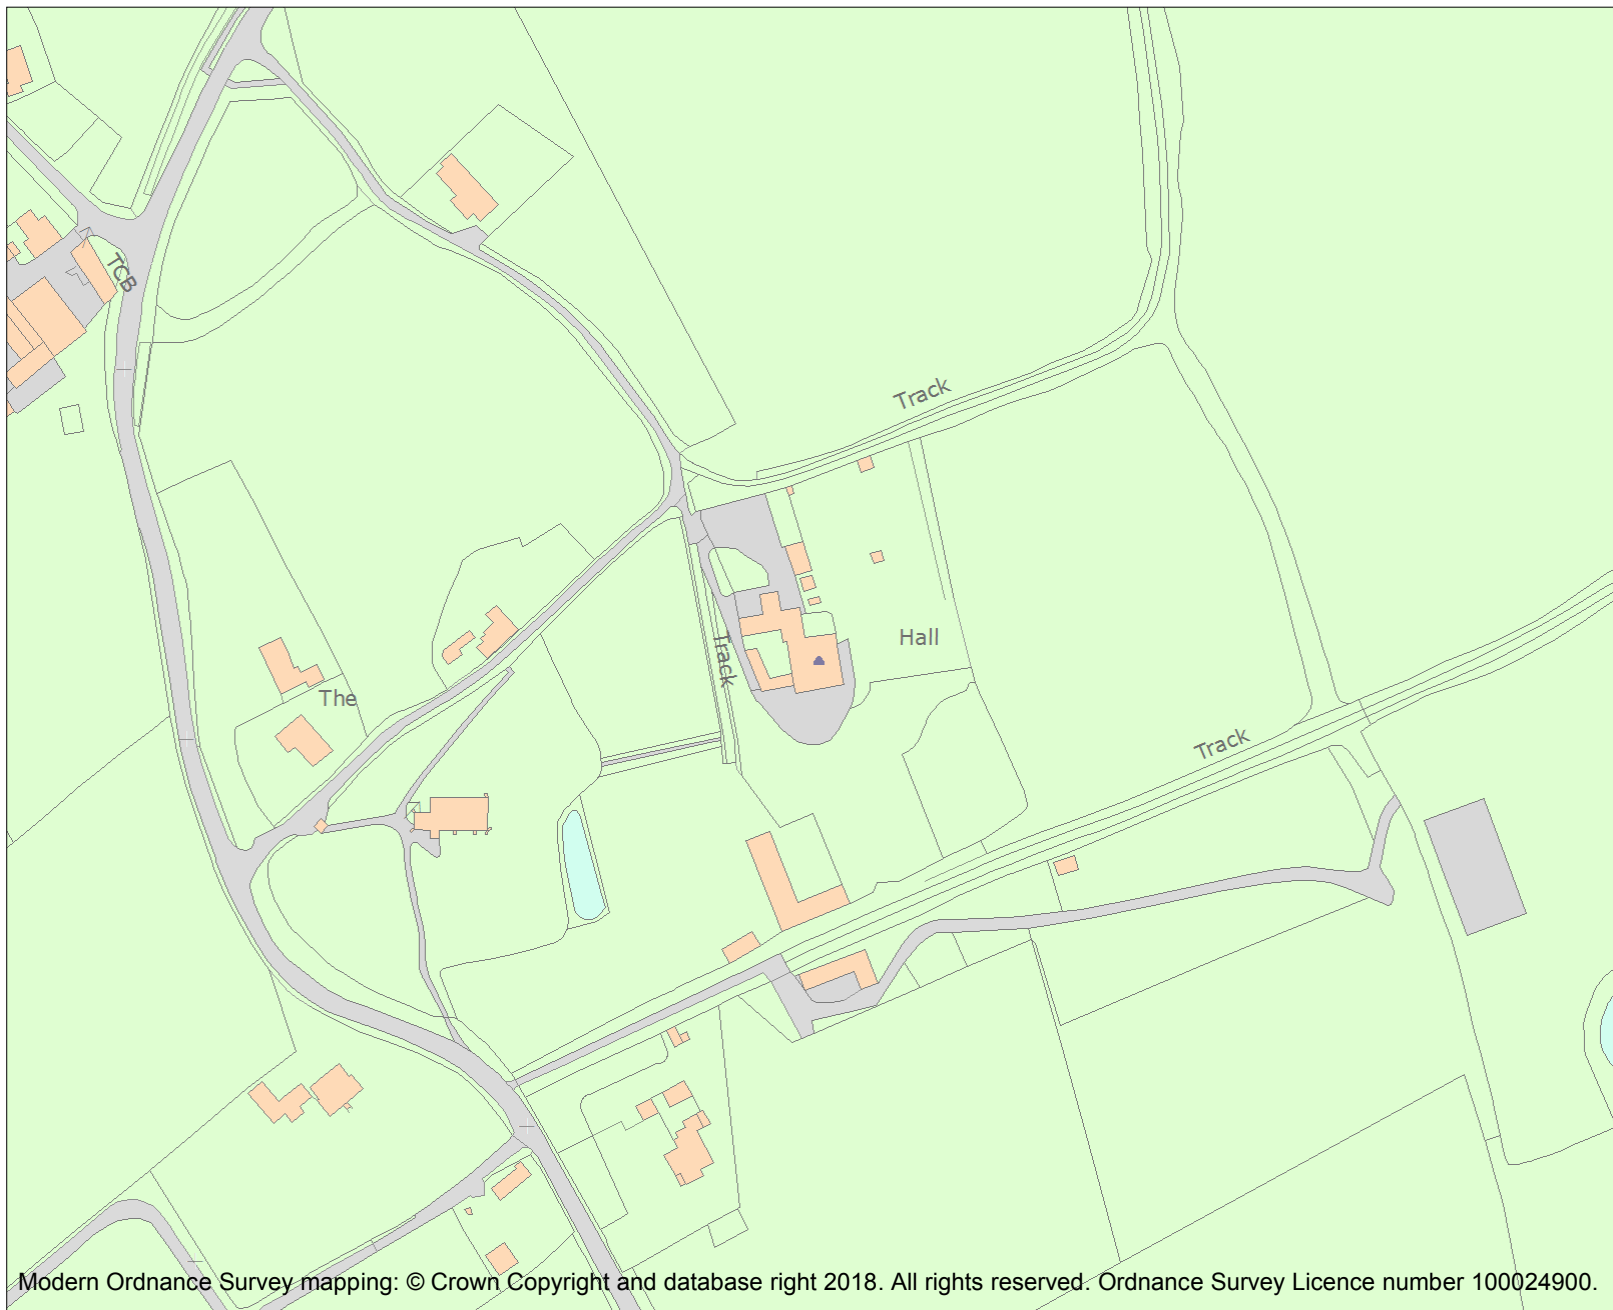 TCB
Track
Track
Hall
The
Track
Modern Ordnance Survey mapping: © Crown Copyright and database right 2018. All rights reserved. Ordnance Survey Licence number 100024900.